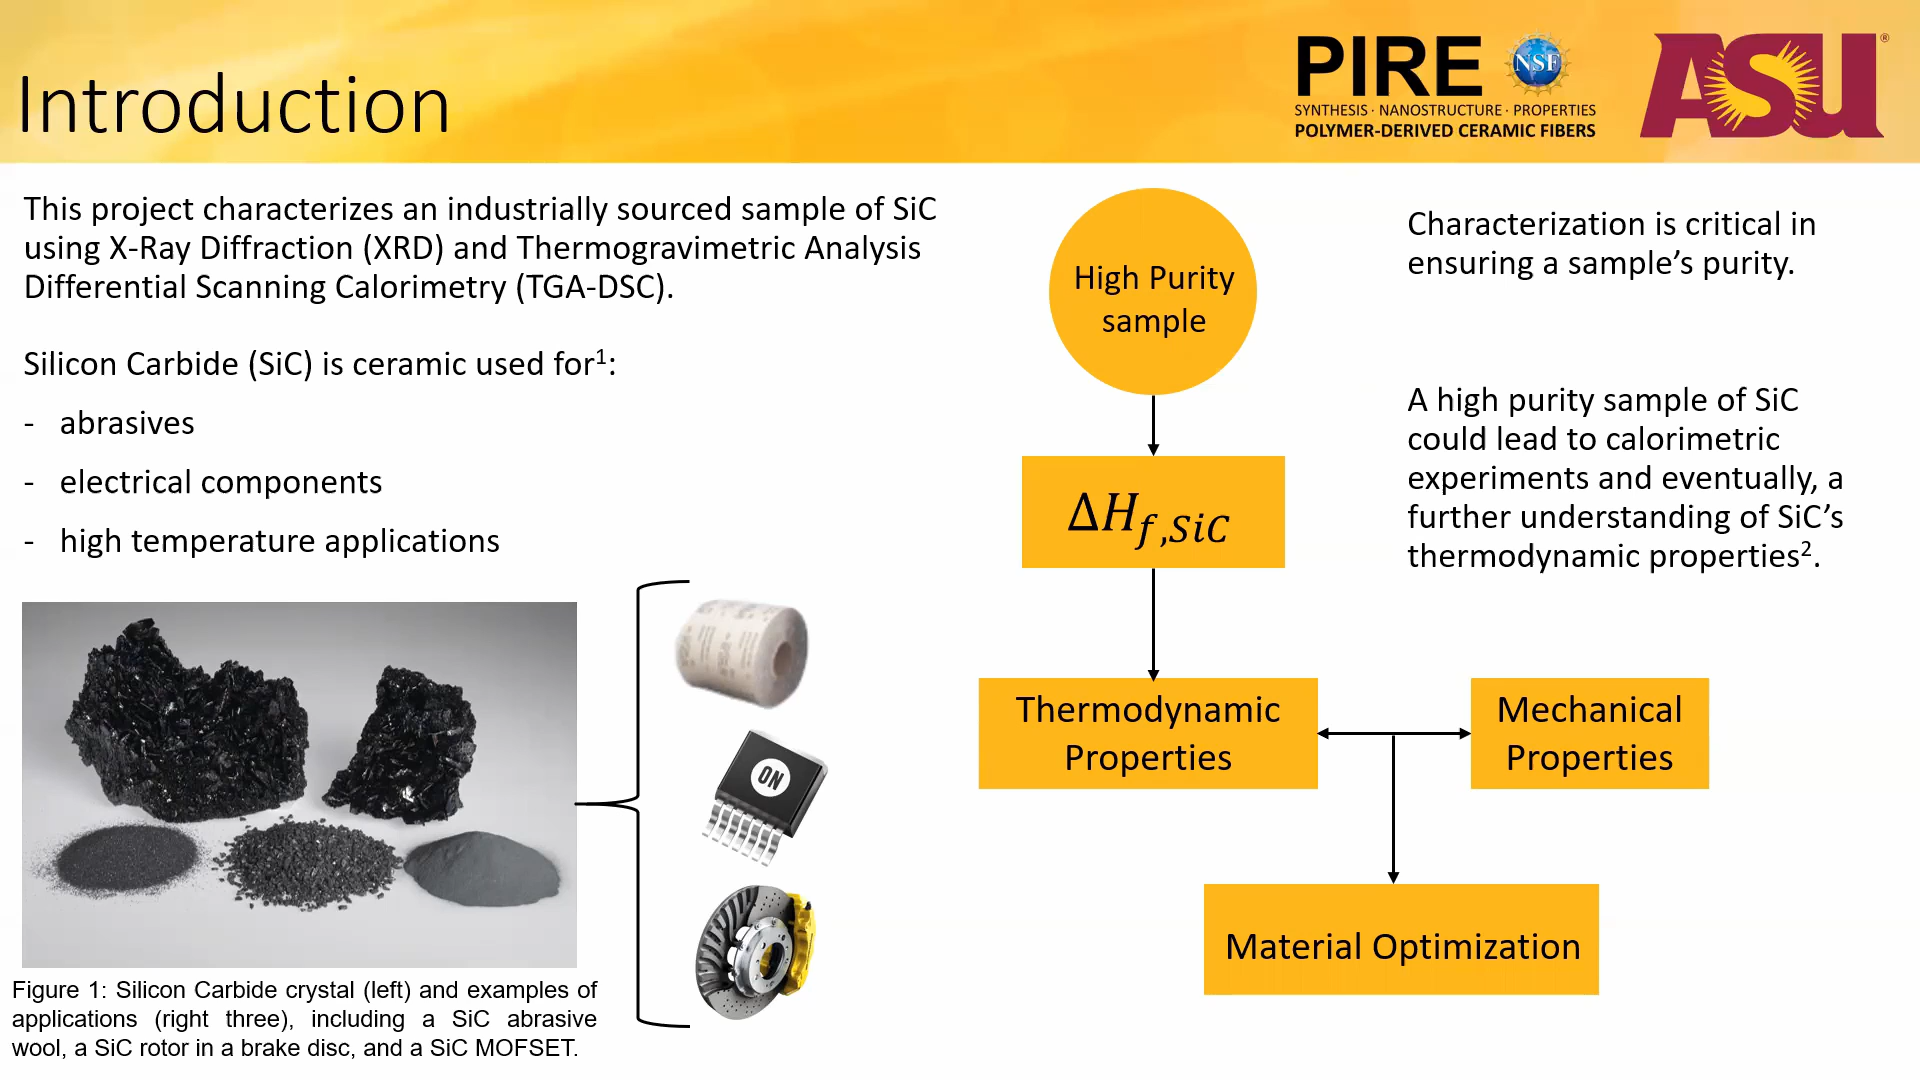 Introduction
PIRE
NSF
SYNTHESIS · NANOSTRUCTURE · PROPERTIES
POLYMER-DERIVED CERAMIC FIBERS
ASU®
This project characterizes an industrially sourced sample of SiC
using X-Ray Diffraction (XRD) and Thermogravimetric Analysis
Differential Scanning Calorimetry (TGA-DSC).
Silicon Carbide (SiC) is ceramic used for¹:
- abrasives
- electrical components
- high temperature applications
ON
Figure 1: Silicon Carbide crystal (left) and examples of
applications (right three), including a SiC abrasive
wool, a SiC rotor in a brake disc, and a SiC MOFSET.
High Purity
sample
ΔH_f,SiC
Thermodynamic
Properties
Mechanical
Properties
Material Optimization
Characterization is critical in
ensuring a sample’s purity.
A high purity sample of SiC
could lead to calorimetric
experiments and eventually, a
further understanding of SiC’s
thermodynamic properties².